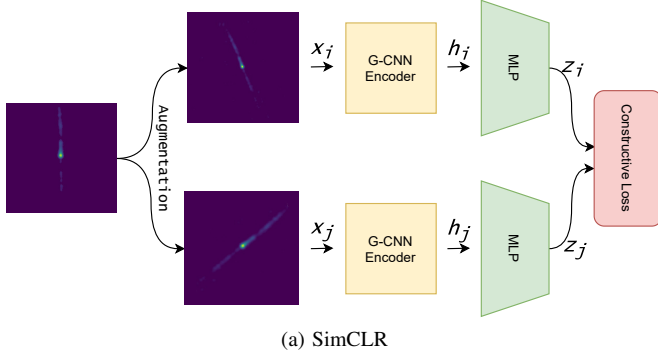 Augmentation
x_i
G-CNN
Encoder
h_i
MLP
z_i
Constructive Loss
x_j
G-CNN
Encoder
h_j
MLP
z_j
(a) SimCLR